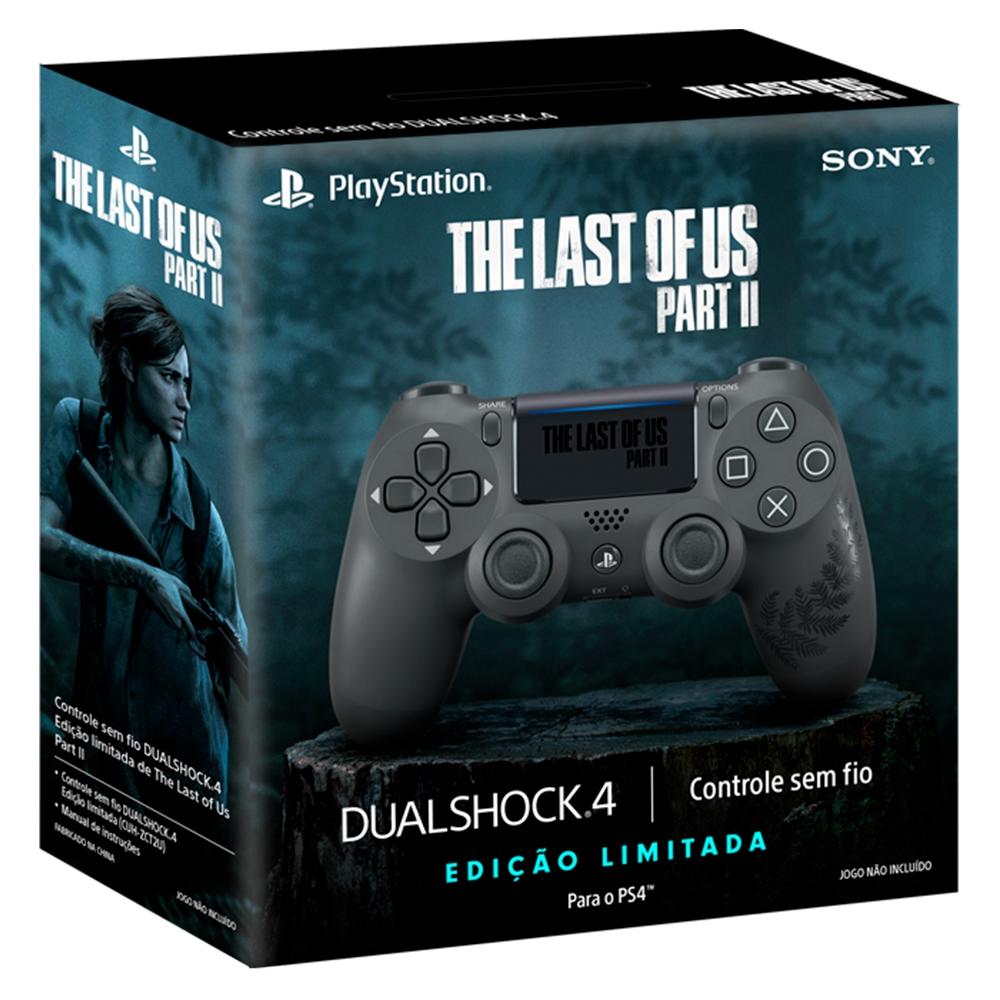 Controle sem fio DUALSHOCK®4
THE LAST OF US
PART II
PlayStation®
SONY®
THE LAST OF US
PART II
SHARE
OPTIONS
THE LAST OF US
PART II
EXT
DUALSHOCK®4
Controle sem fio
EDIÇÃO LIMITADA
Para o PS4™
JOGO NÃO INCLUÍDO
THE LAST OF US
PART II
Controle sem fio DUALSHOCK®4
Edição limitada de The Last of Us
Part II
• Controle sem fio DUALSHOCK®4
Edição limitada (CUH-ZCT2U)
• Manual de instruções
FABRICADO NA CHINA
JOGO NÃO INCLUÍDO